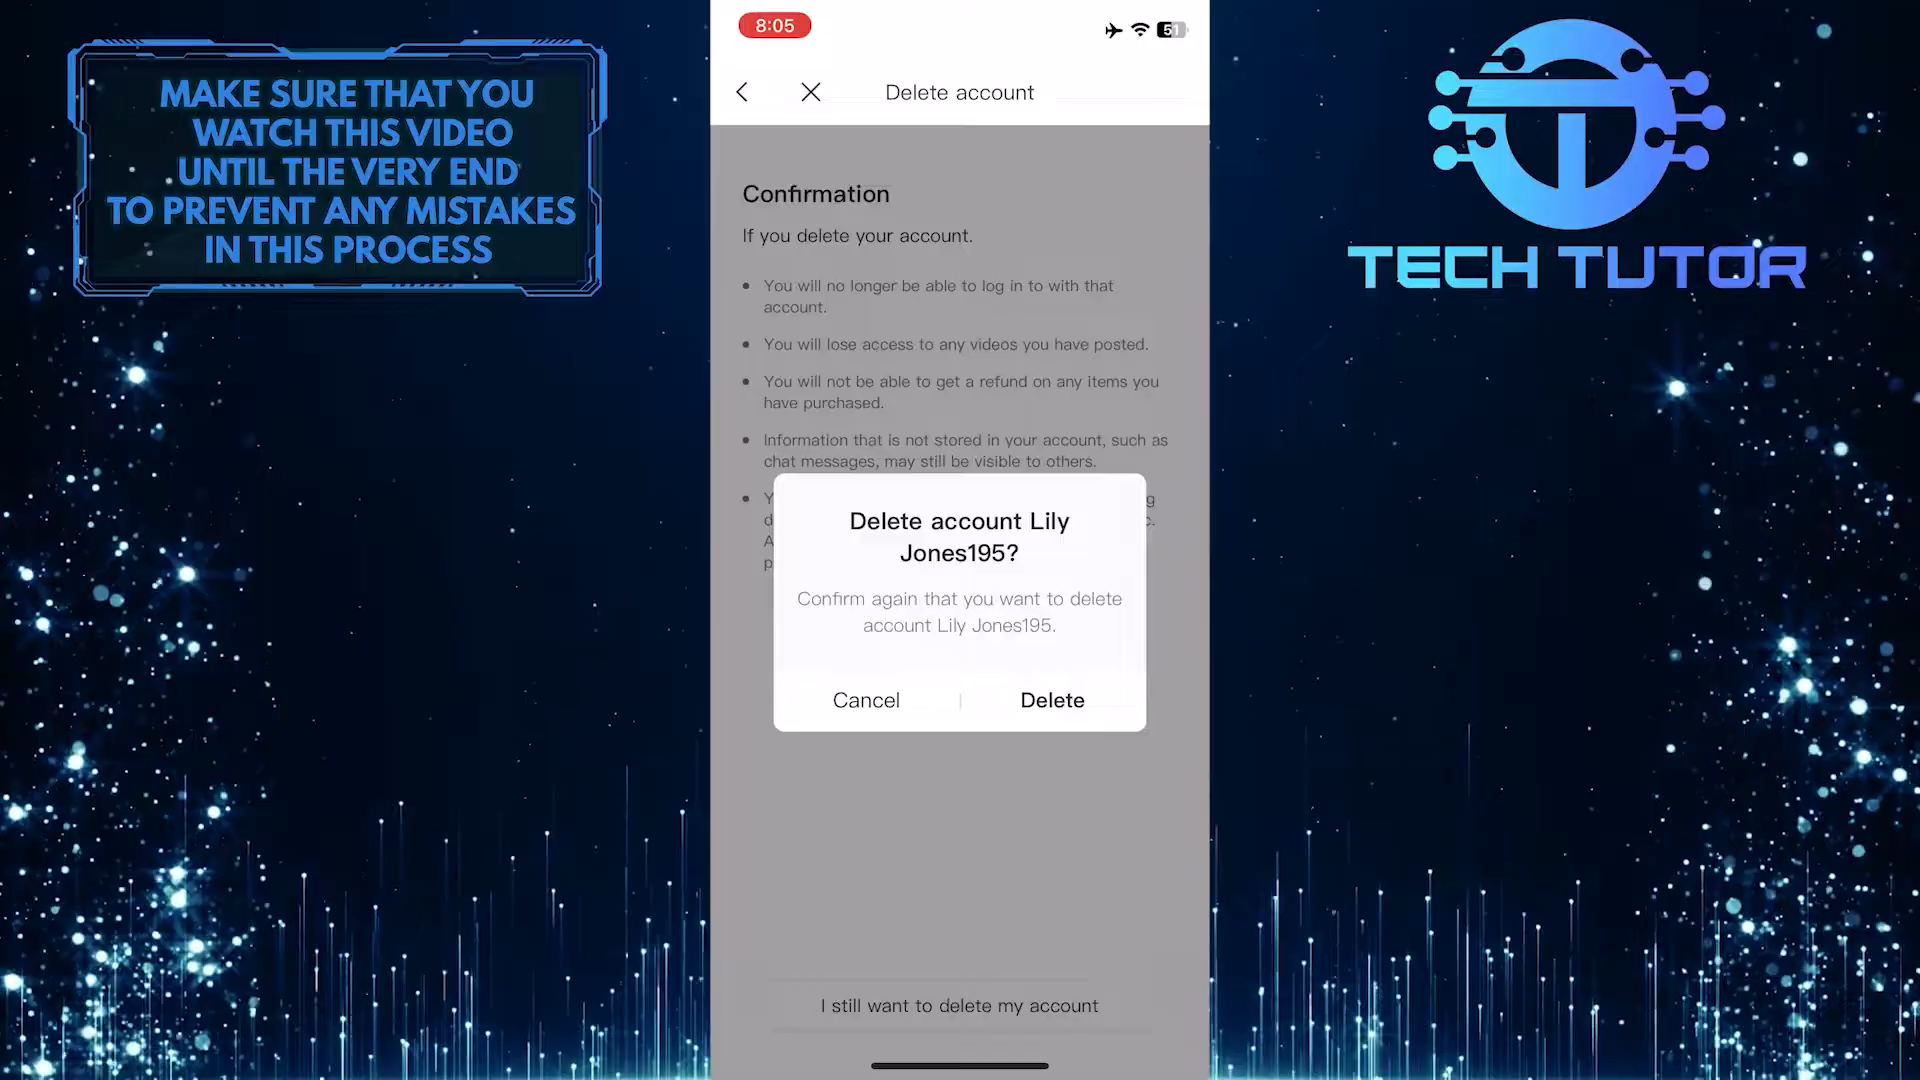 MAKE SURE THAT YOU
WATCH THIS VIDEO
UNTIL THE VERY END
TO PREVENT ANY MISTAKES
IN THIS PROCESS
8:05
51
Delete account
Confirmation
If you delete your account.
You will no longer be able to log in to with that
account.
You will lose access to any videos you have posted.
You will not be able to get a refund on any items you
have purchased.
Information that is not stored in your account, such as
chat messages, may still be visible to others.
Delete account Lily
Jones195?
Confirm again that you want to delete
account Lily Jones195.
Cancel
Delete
I still want to delete my account
TECH TUTOR